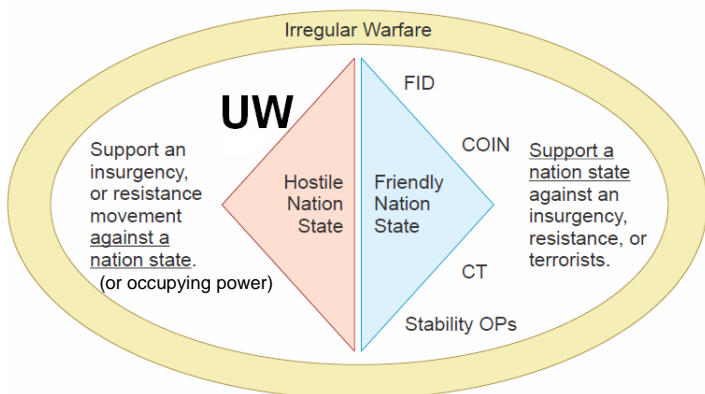 Irregular Warfare
UW
Support an
insurgency,
or resistance
movement
against a
nation state.
(or occupying power)
Hostile
Nation
State
Friendly
Nation
State
FID
COIN
CT
Stability OPs
Support a
nation state
against an
insurgency,
resistance, or
terrorists.